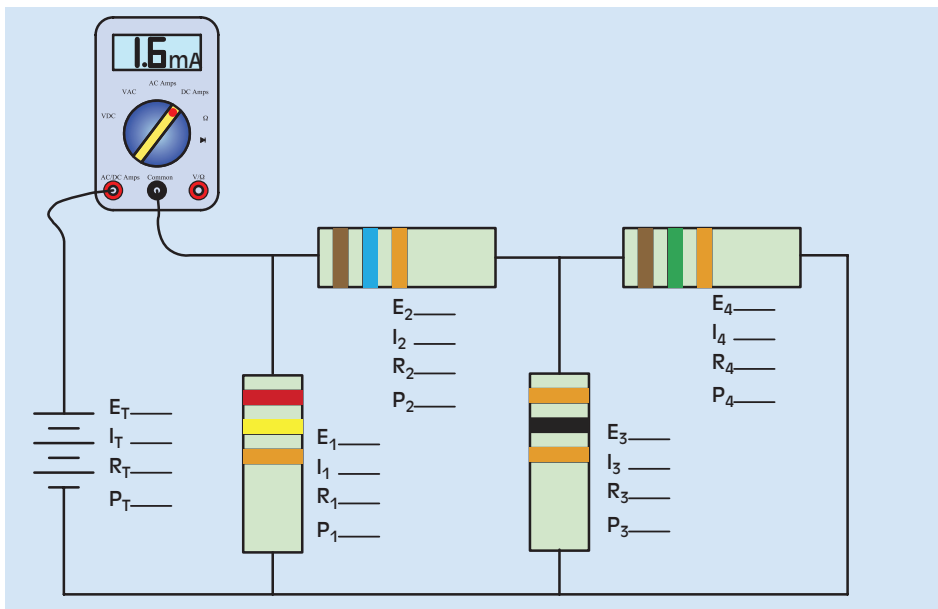 1.6mA
AC Amps
VAC
DC Amps
VDC
Ω
AC/DC Amps
Common
V/Ω
E2
I2
R2
P2
E4
I4
R4
P4
ET
IT
RT
PT
E1
I1
R1
P1
E3
I3
R3
P3